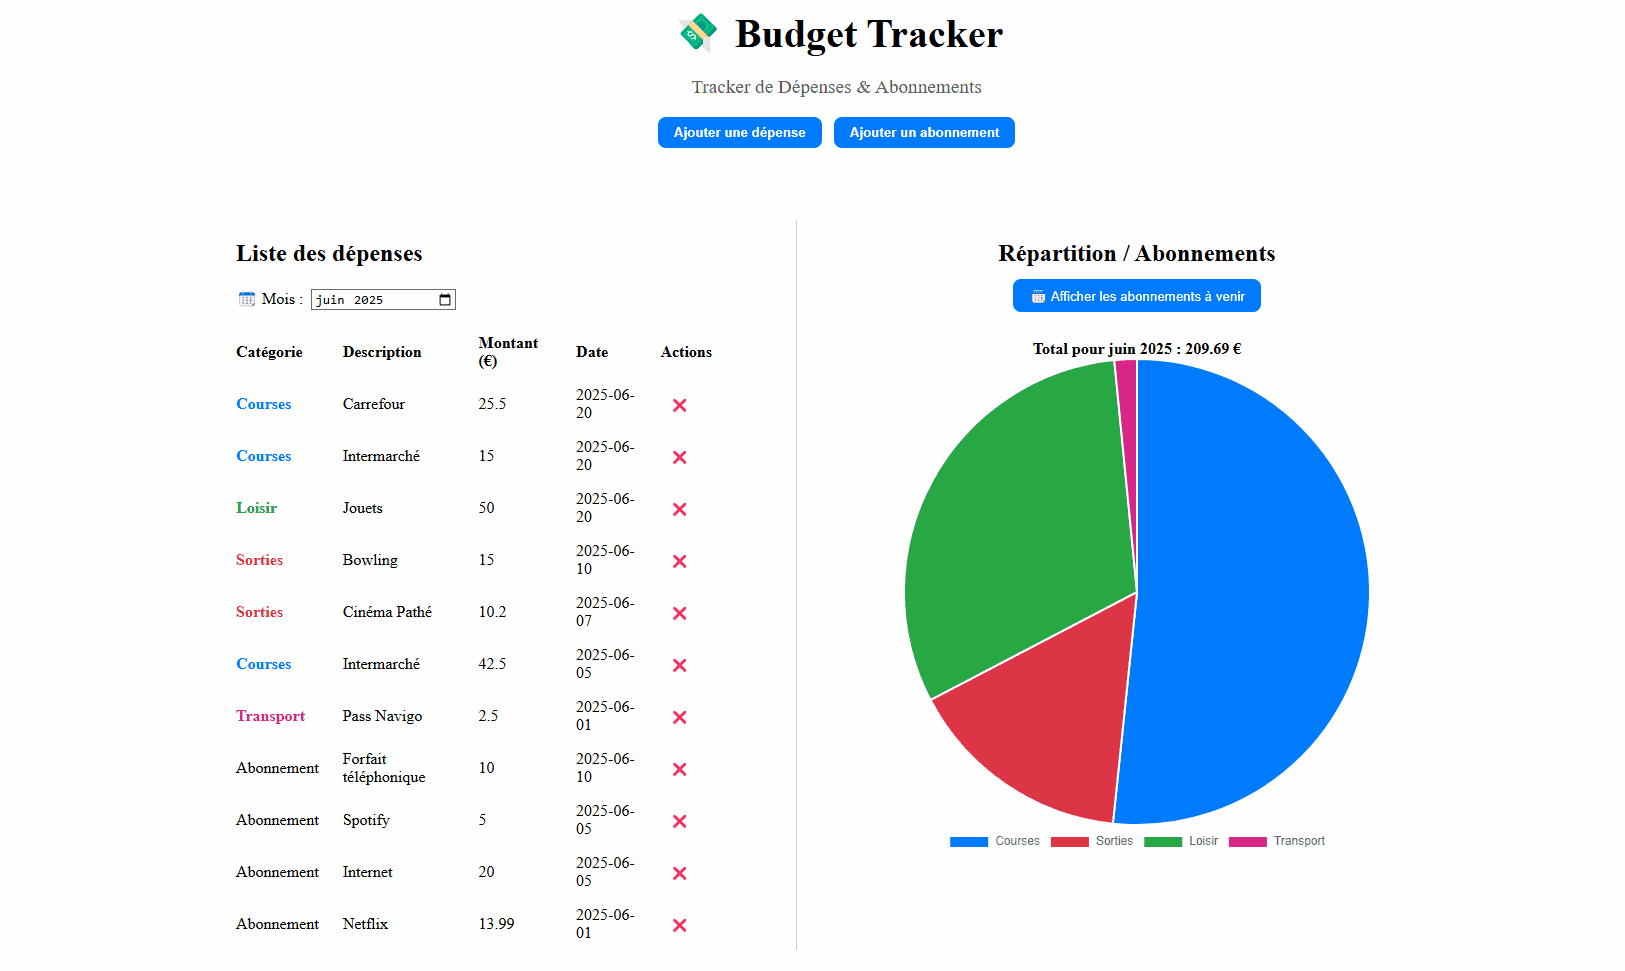 Budget Tracker
Tracker de Dépenses & Abonnements
Ajouter une dépense
Ajouter un abonnement
Liste des dépenses
Mois :
juin 2025
Catégorie Description Montant (€) Date Actions
Courses Carrefour 25.5 2025-06-20
Courses Intermarché 15 2025-06-20
Loisir Jouets 50 2025-06-20
Sorties Bowling 15 2025-06-10
Sorties Cinéma Pathé 10.2 2025-06-07
Courses Intermarché 42.5 2025-06-05
Transport Pass Navigo 2.5 2025-06-01
Abonnement Forfait téléphonique 10 2025-06-10
Abonnement Spotify 5 2025-06-05
Abonnement Internet 20 2025-06-05
Abonnement Netflix 13.99 2025-06-01
Répartition / Abonnements
Afficher les abonnements à venir
Total pour juin 2025 : 209.69 €
Courses Sorties Loisir Transport